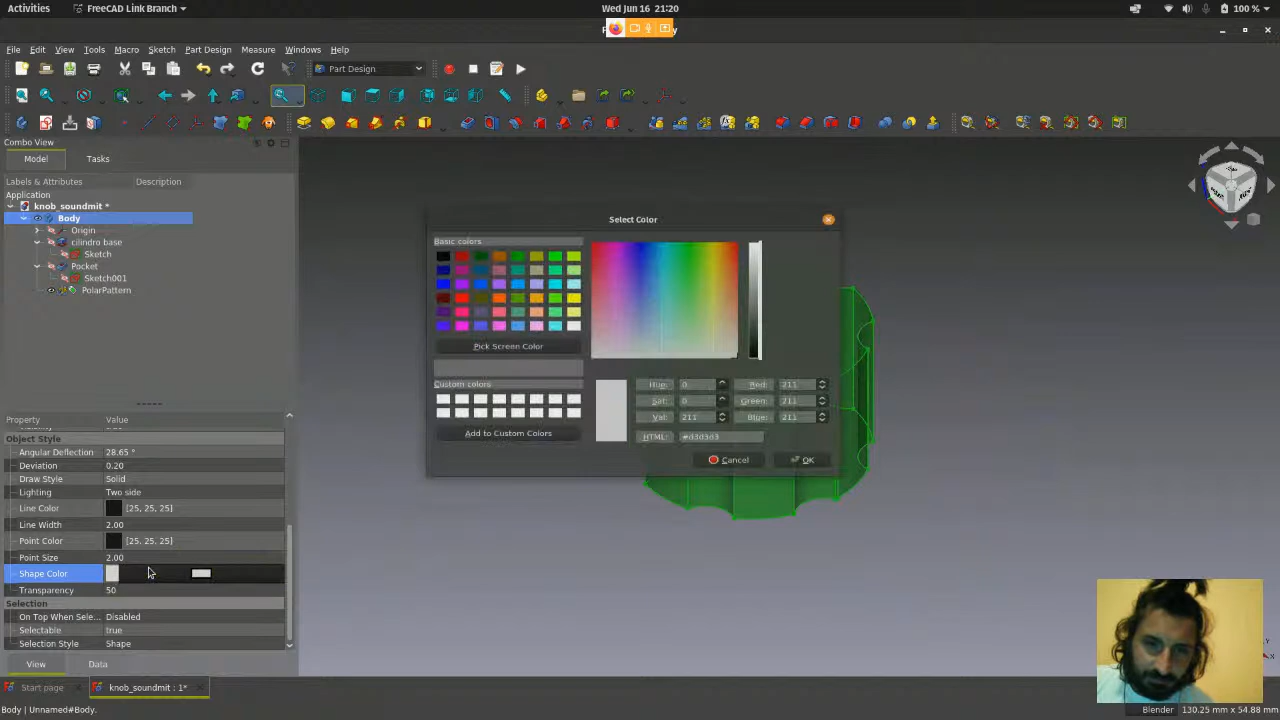 Activities
FreeCAD Link Branch
Wed Jun 16 21:20
100 %
File Edit View Tools Macro Sketch Part Design Measure Windows Help
Part Design
Combo View
Model Tasks
Labels & Attributes Description
Application
knob_soundmit *
Body
Origin
cilindro base
Sketch
Pocket
Sketch001
PolarPattern
Select Color
Basic colors
Pick Screen Color
Custom colors
Add to Custom Colors
Hue: 0 Red: 211
Sat: 0 Green: 211
Val: 211 Blue: 211
HTML: #d3d3d3
Cancel OK
Property Value
Object Style
Angular Deflection 28.65 °
Deviation 0.20
Draw Style Solid
Lighting Two side
Line Color [25, 25, 25]
Line Width 2.00
Point Color [25, 25, 25]
Point Size 2.00
Shape Color
Transparency 50
Selection
On Top When Sele... Disabled
Selectable true
Selection Style Shape
View Data
Start page knob_soundmit : 1*
Body | Unnamed#Body.
Blender 130.25 mm x 54.88 mm